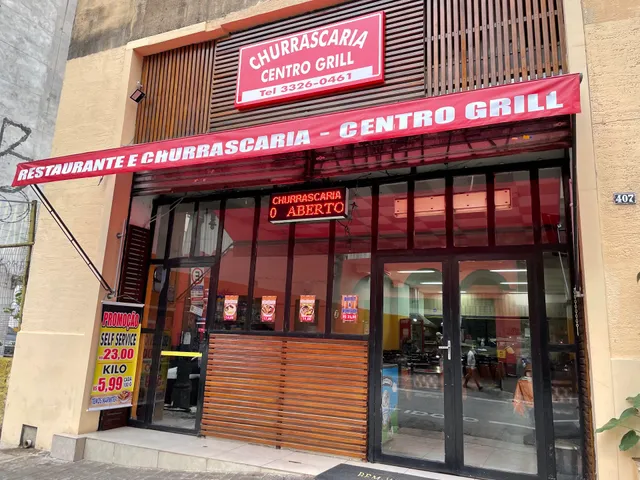 CHURRASCARIA
CENTRO GRILL
Tel 3326-0461
RESTAURANTE E CHURRASCARIA - CENTRO GRILL
CHURRASCARIA
O ABERTO
407
PROMOÇÃO
SELF SERVICE
R$ 23,00
KILO
R$ 5,99